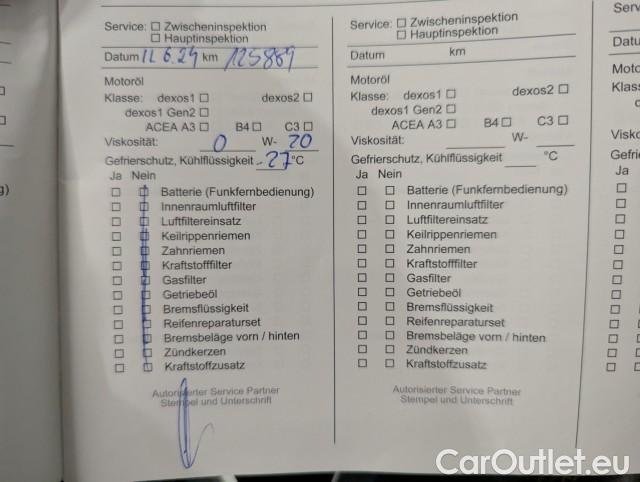 Service: ☐ Zwischeninspektion
☐ Hauptinspektion
Datum 12.6.24 km 125869
Motoröl
Klasse: dexos1 ☐ dexos2 ☐
dexos1 Gen2 ☐
ACEA A3 ☐ B4 ☐ C3 ☐
Viskosität: 0 W- 20
Gefrierschutz, Kühlflüssigkeit -27 °C
Ja Nein
☐ ☐ Batterie (Funkfernbedienung)
☐ ☐ Innenraumluftfilter
☐ ☐ Luftfiltereinsatz
☐ ☐ Keilrippenriemen
☐ ☐ Zahnriemen
☐ ☐ Kraftstofffilter
☐ ☐ Gasfilter
☐ ☐ Getriebeöl
☐ ☐ Bremsflüssigkeit
☐ ☐ Reifenreparaturset
☐ ☐ Bremsbeläge vorn / hinten
☐ ☐ Zündkerzen
☐ ☐ Kraftstoffzusatz
Autorisierter Service Partner
Stempel und Unterschrift
Service: ☐ Zwischeninspektion
☐ Hauptinspektion
Datum km
Motoröl
Klasse: dexos1 ☐ dexos2 ☐
dexos1 Gen2 ☐
ACEA A3 ☐ B4 ☐ C3 ☐
Viskosität: W-
Gefrierschutz, Kühlflüssigkeit °C
Ja Nein
☐ ☐ Batterie (Funkfernbedienung)
☐ ☐ Innenraumluftfilter
☐ ☐ Luftfiltereinsatz
☐ ☐ Keilrippenriemen
☐ ☐ Zahnriemen
☐ ☐ Kraftstofffilter
☐ ☐ Gasfilter
☐ ☐ Getriebeöl
☐ ☐ Bremsflüssigkeit
☐ ☐ Reifenreparaturset
☐ ☐ Bremsbeläge vorn / hinten
☐ ☐ Zündkerzen
☐ ☐ Kraftstoffzusatz
Autorisierter Service Partner
Stempel und Unterschrift
Ja
CarOutlet.eu